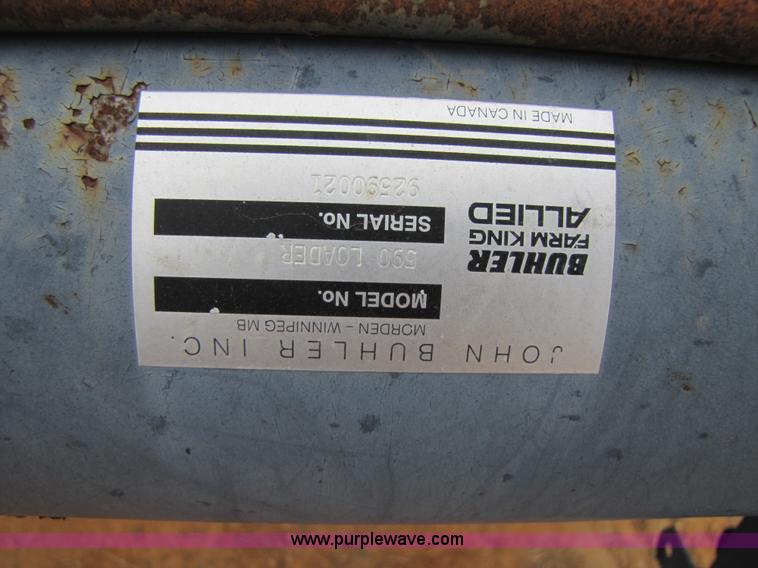 JOHN BUHLER INC.
MORDEN - WINNIPEG MB
BUHLER
FARM KING
ALLIED
MODEL No.
590 LOADER
SERIAL No.
92590021
MADE IN CANADA
www.purplewave.com